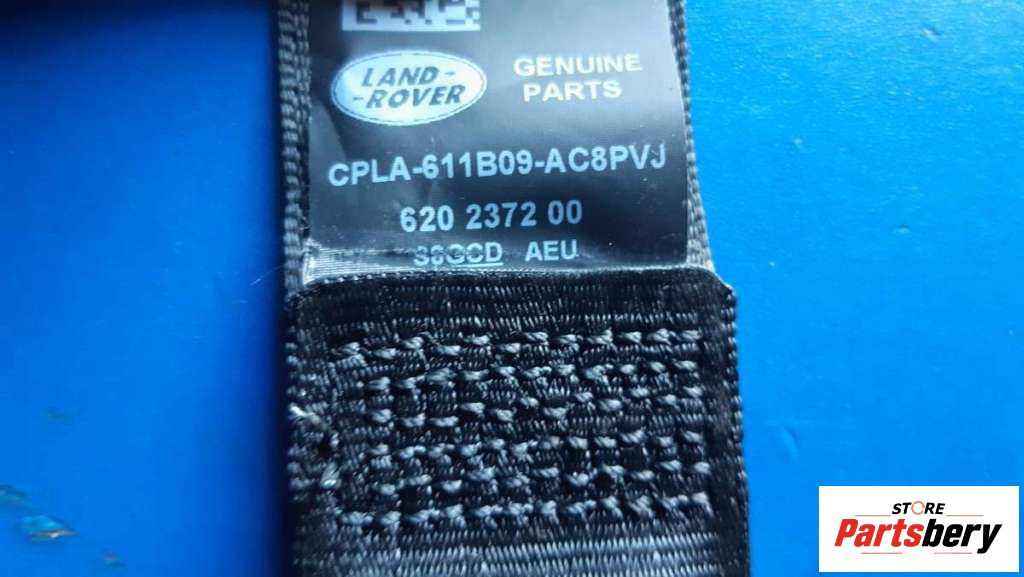 LAND-
-ROVER
GENUINE
PARTS
CPLA-611B09-AC8PVJ
620 2372 00
AEU
STORE
Partsbery